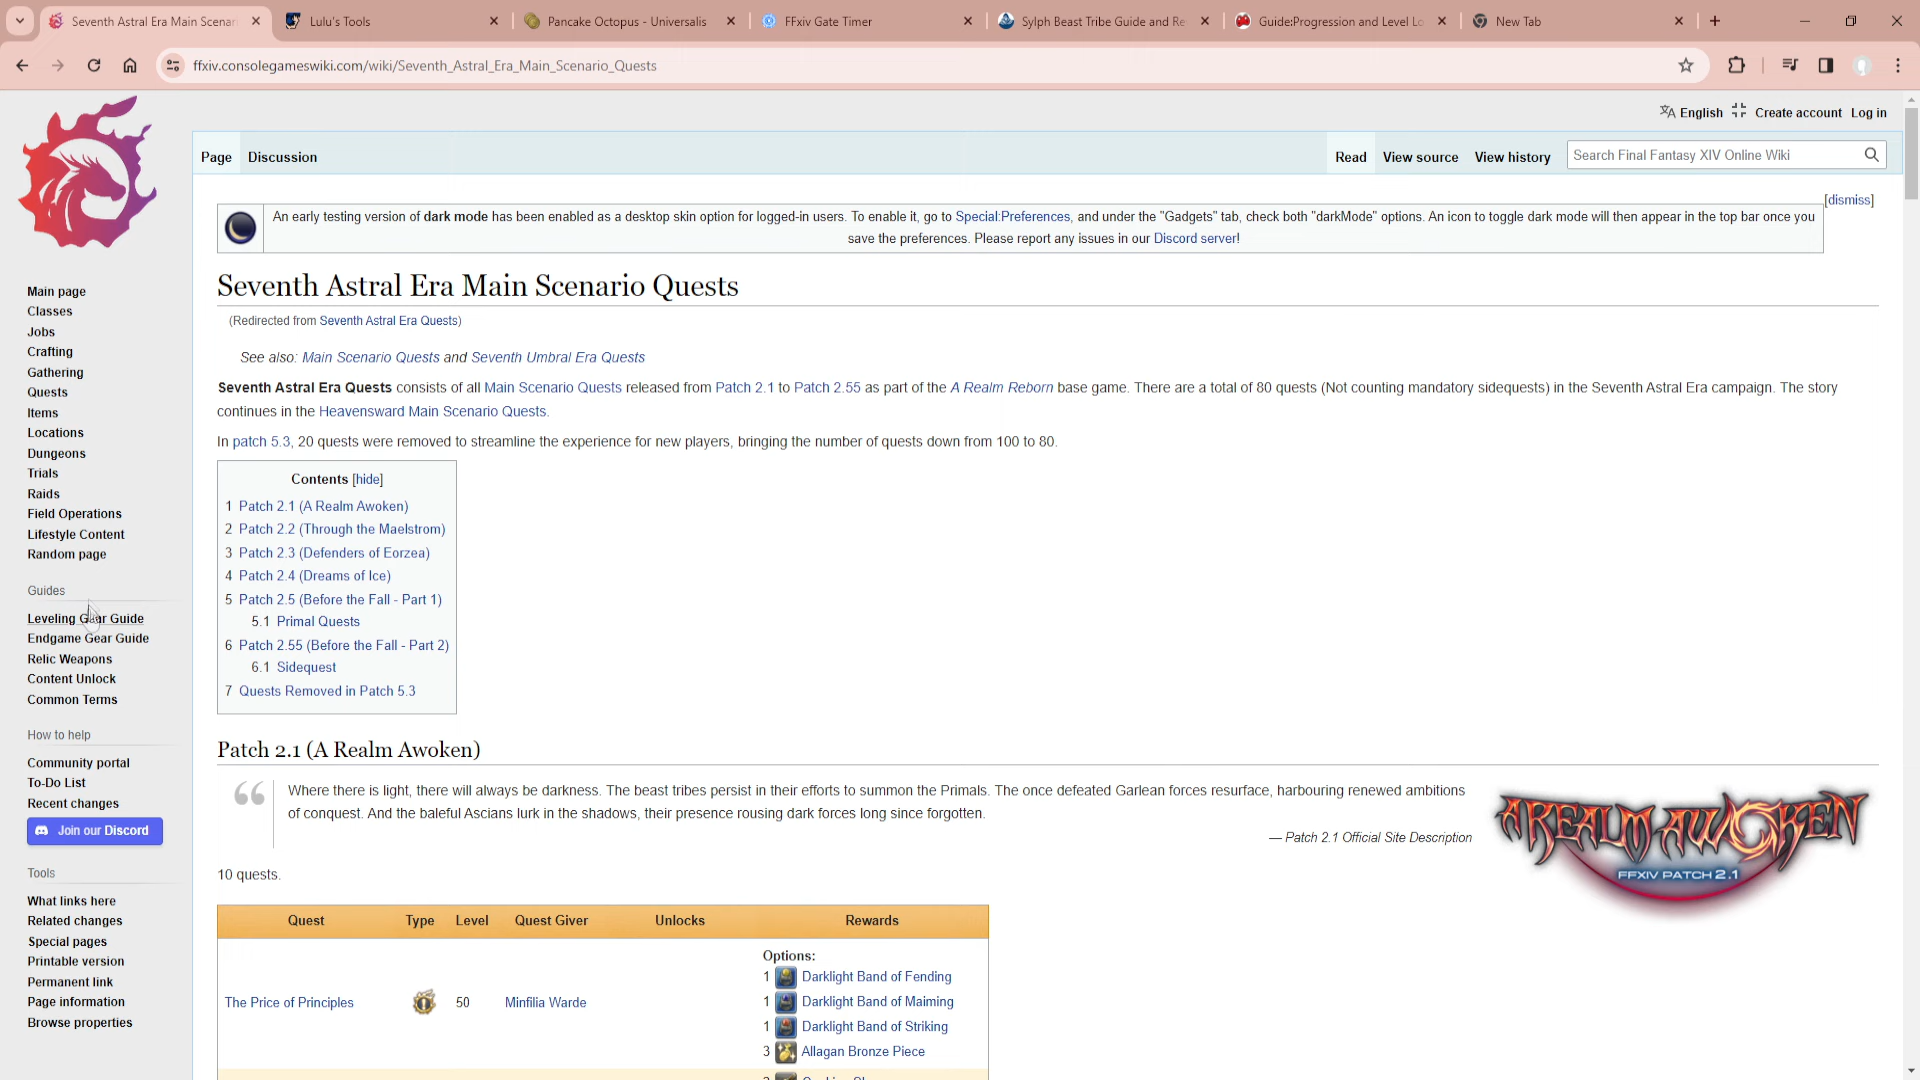 Seventh Astral Era Main Scenari
Lulu's Tools
Pancake Octopus - Universalis
FFxiv Gate Timer
Sylph Beast Tribe Guide and Re
Guide:Progression and Level Lo
New Tab
ffxiv.consolegameswiki.com/wiki/Seventh_Astral_Era_Main_Scenario_Quests
English Create account Log in
Page Discussion Read View source View history Search Final Fantasy XIV Online Wiki
[dismiss]
An early testing version of dark mode has been enabled as a desktop skin option for logged-in users. To enable it, go to Special:Preferences, and under the "Gadgets" tab, check both "darkMode" options. An icon to toggle dark mode will then appear in the top bar once you
save the preferences. Please report any issues in our Discord server!
Main page
Classes
Jobs
Crafting
Gathering
Quests
Items
Locations
Dungeons
Trials
Raids
Field Operations
Lifestyle Content
Random page
Guides
Leveling Gear Guide
Endgame Gear Guide
Relic Weapons
Content Unlock
Common Terms
How to help
Community portal
To-Do List
Recent changes
Join our Discord
Tools
What links here
Related changes
Special pages
Printable version
Permanent link
Page information
Browse properties
Seventh Astral Era Main Scenario Quests
(Redirected from Seventh Astral Era Quests)
See also: Main Scenario Quests and Seventh Umbral Era Quests
Seventh Astral Era Quests consists of all Main Scenario Quests released from Patch 2.1 to Patch 2.55 as part of the A Realm Reborn base game. There are a total of 80 quests (Not counting mandatory sidequests) in the Seventh Astral Era campaign. The story
continues in the Heavensward Main Scenario Quests.
In patch 5.3, 20 quests were removed to streamline the experience for new players, bringing the number of quests down from 100 to 80.
Contents [hide]
1 Patch 2.1 (A Realm Awoken)
2 Patch 2.2 (Through the Maelstrom)
3 Patch 2.3 (Defenders of Eorzea)
4 Patch 2.4 (Dreams of Ice)
5 Patch 2.5 (Before the Fall - Part 1)
5.1 Primal Quests
6 Patch 2.55 (Before the Fall - Part 2)
6.1 Sidequest
7 Quests Removed in Patch 5.3
Patch 2.1 (A Realm Awoken)
“ Where there is light, there will always be darkness. The beast tribes persist in their efforts to summon the Primals. The once defeated Garlean forces resurface, harbouring renewed ambitions
of conquest. And the baleful Ascians lurk in the shadows, their presence rousing dark forces long since forgotten.
— Patch 2.1 Official Site Description
A REALM AWOKEN
FFXIV PATCH 2.1
10 quests.
Quest Type Level Quest Giver Unlocks Rewards
Options:
1 Darklight Band of Fending
The Price of Principles 50 Minfilia Warde
1 Darklight Band of Maiming
1 Darklight Band of Striking
3 Allagan Bronze Piece